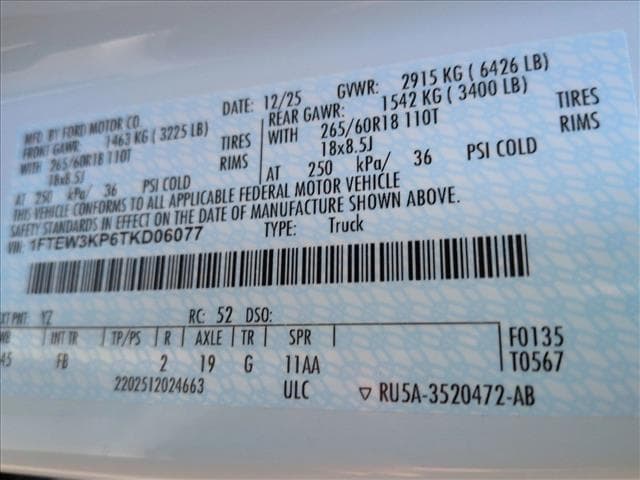 MFD. BY FORD MOTOR CO.
DATE: 12/25 GVWR: 2915 KG ( 6426 LB)
FRONT GAWR: 1463 KG ( 3225 LB) REAR GAWR: 1542 KG ( 3400 LB)
WITH 265/60R18 110T TIRES WITH 265/60R18 110T TIRES
18x8.5J RIMS 18x8.5J RIMS
AT 250 kPa/ 36 PSI COLD AT 250 kPa/ 36 PSI COLD
THIS VEHICLE CONFORMS TO ALL APPLICABLE FEDERAL MOTOR VEHICLE
SAFETY STANDARDS IN EFFECT ON THE DATE OF MANUFACTURE SHOWN ABOVE.
VIN: 1FTEW3KP6TKD06077 TYPE: Truck
EXT PNT: YZ RC: 52 DSO:
WB INT TR TP/PS R AXLE TR SPR F0135
45 FB 2 19 G 11AA T0567
2202512024663 ULC ▽ RU5A-3520472-AB